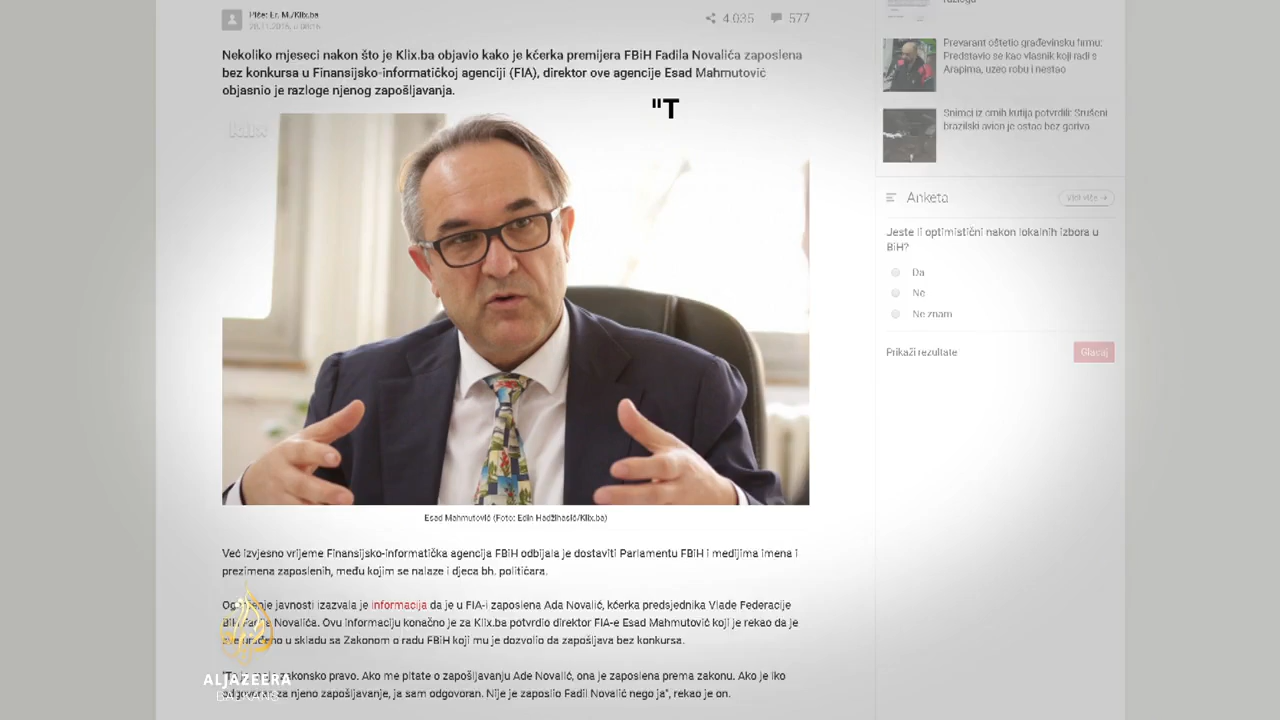 Piše: Er. M./Klix.ba
4.035
577
Nekoliko mjeseci nakon što je Klix.ba objavio kako je kćerka premijera FBiH Fadila Novalića zaposlena
bez konkursa u Finansijsko-informatičkoj agenciji (FIA), direktor ove agencije Esad Mahmutović
objasnio je razloge njenog zapošljavanja.
"T
klix
Esad Mahmutović (Foto: Edin Hadžihasić/Klix.ba)
Već izvjesno vrijeme Finansijsko-informatička agencija FBiH odbijala je dostaviti Parlamentu FBiH i medijima imena i
prezimena zaposlenih, među kojim se nalaze i djeca bh. političara.
javnosti izazvala je informacija da je u FIA-i zaposlena Ada Novalić, kćerka predsjednika Vlade Federacije
Novalića. Ovu informaciju konačno je za Klix.ba potvrdio direktor FIA-e Esad Mahmutović koji je rekao da je
u skladu sa Zakonom o radu FBiH koji mu je dozvolio da zapošljava bez konkursa.
zakonsko pravo. Ako me pitate o zapošljavanju Ade Novalić, ona je zaposlena prema zakonu. Ako je iko
za njeno zapošljavanje, ja sam odgovoran. Nije je zaposlio Fadil Novalić nego ja", rekao je on.
ALJAZEERA
BALKANS
Prevarant oštetio građevinsku firmu:
Predstavio se kao vlasnik koji radi s
Arapima, uzeo robu i nestao
Snimci iz crnih kutija potvrdili: Srušeni
brazilski avion je ostao bez goriva
Anketa
Vidi više
Jeste li optimistični nakon lokalnih izbora u
BiH?
Da
Ne
Ne znam
Prikaži rezultate
Glasaj